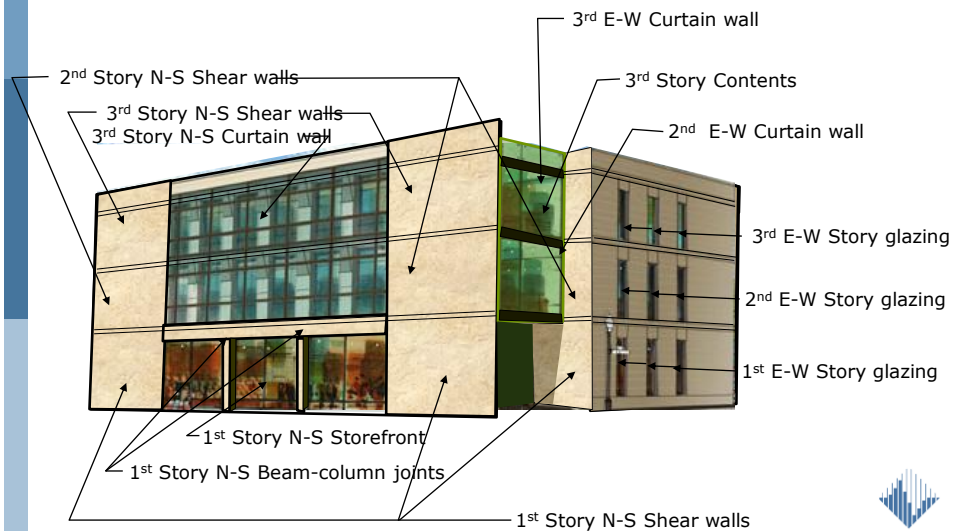 3rd E-W Curtain wall
2nd Story N-S Shear walls
3rd Story Contents
3rd Story N-S Shear walls
3rd Story N-S Curtain wall
2nd  E-W Curtain wall
3rd E-W Story glazing
2nd E-W Story glazing
1st E-W Story glazing
1st Story N-S Storefront
1st Story N-S Beam-column joints
1st Story N-S Shear walls